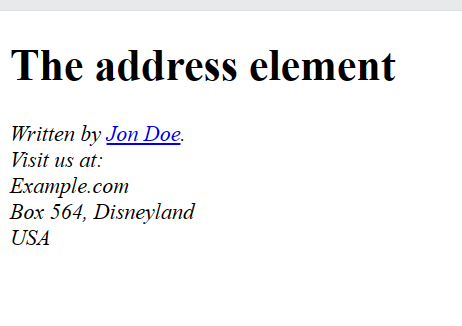 The address element
Written by Jon Doe.
Visit us at:
Example.com
Box 564, Disneyland
USA